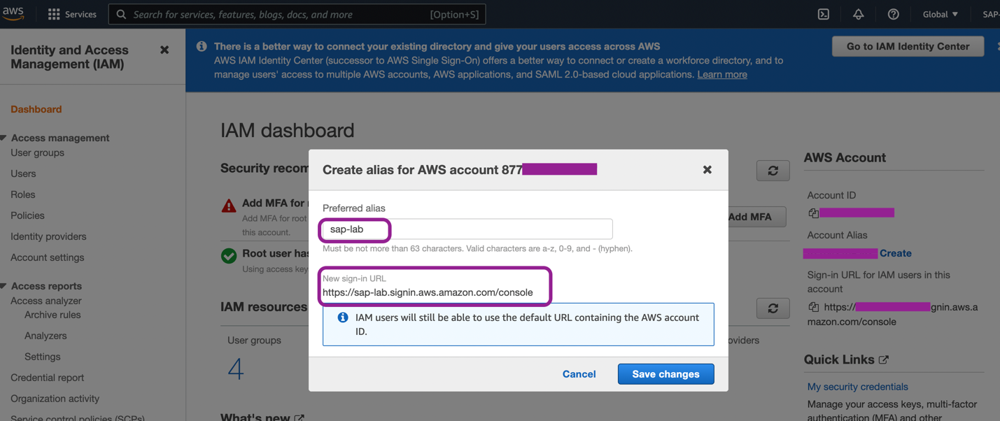 aws
Services
Search for services, features, blogs, docs, and more
[Option+S]
Global
SAP-
Identity and Access
Management (IAM)
Dashboard
Access management
User groups
Users
Roles
Policies
Identity providers
Account settings
Access reports
Access analyzer
Archive rules
Analyzers
Settings
Credential report
Organization activity
Service control policies (SCPs)
There is a better way to connect your existing directory and give your users access across AWS
AWS IAM Identity Center (successor to AWS Single Sign-On) offers a better way to connect or create a workforce directory, and to
manage users' access to multiple AWS accounts, AWS applications, and SAML 2.0-based cloud applications. Learn more
Go to IAM Identity Center
IAM dashboard
Security recom
Add MFA for
Add MFA for root
this account.
Add MFA
Root user has
Using access key
IAM resources
User groups
oviders
4
What's new
Create alias for AWS account 877
Preferred alias
sap-lab
Must be not more than 63 characters. Valid characters are a-z, 0-9, and - (hyphen).
New sign-in URL
https://sap-lab.signin.aws.amazon.com/console
IAM users will still be able to use the default URL containing the AWS account
ID.
Cancel
Save changes
AWS Account
Account ID
Account Alias
Create
Sign-in URL for IAM users in this
account
https://
gnin.aws.a
mazon.com/console
Quick Links
My security credentials
Manage your access keys, multi-factor
authentication (MFA) and other